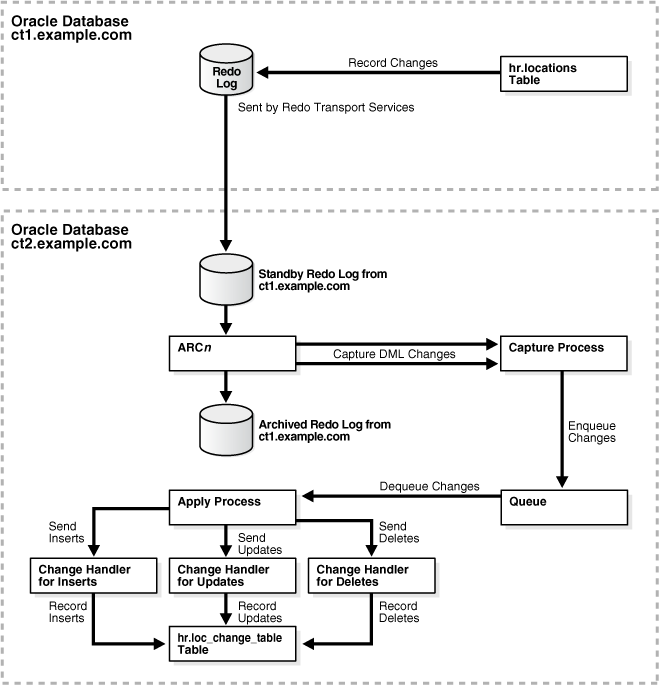 Oracle Database
ct1.example.com
Redo
Log
Record Changes
hr.locations
Table
Sent by Redo Transport Services
Oracle Database
ct2.example.com
Standby Redo Log from
ct1.example.com
ARCn
Capture DML Changes
Capture Process
Archived Redo Log from
ct1.example.com
Enqueue
Changes
Dequeue Changes
Apply Process
Queue
Send
Inserts
Send
Updates
Send
Deletes
Change Handler
for Inserts
Change Handler
for Updates
Change Handler
for Deletes
Record
Inserts
Record
Updates
Record
Deletes
hr.loc_change_table
Table